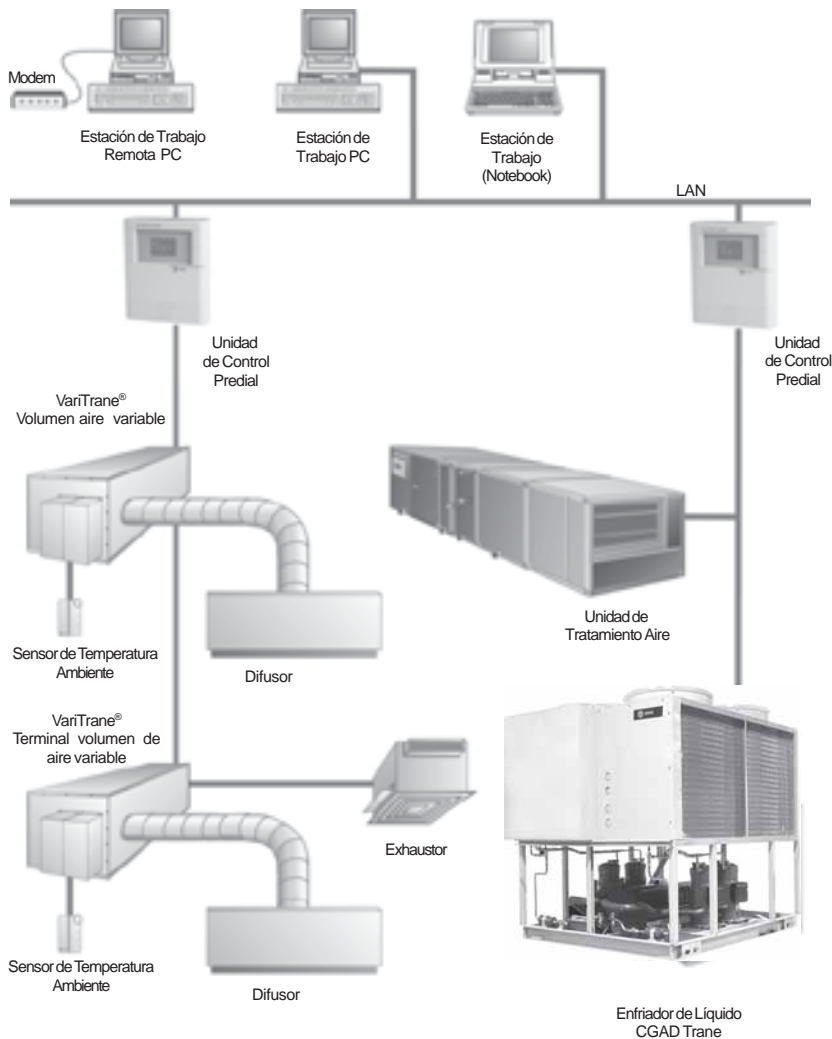 Modem
Estación de Trabajo
Remota PC
Estación de
Trabajo PC
Estación de
Trabajo
(Notebook)
LAN
Unidad
de Control
Predial
Unidad
de Control
Predial
VariTrane®
Volumen aire variable
Unidad de
Tratamiento Aire
Sensor de Temperatura
Ambiente
Difusor
VariTrane®
Terminal volumen de
aire variable
Exhaustor
Sensor de Temperatura
Ambiente
Difusor
Enfriador de Líquido
CGAD Trane